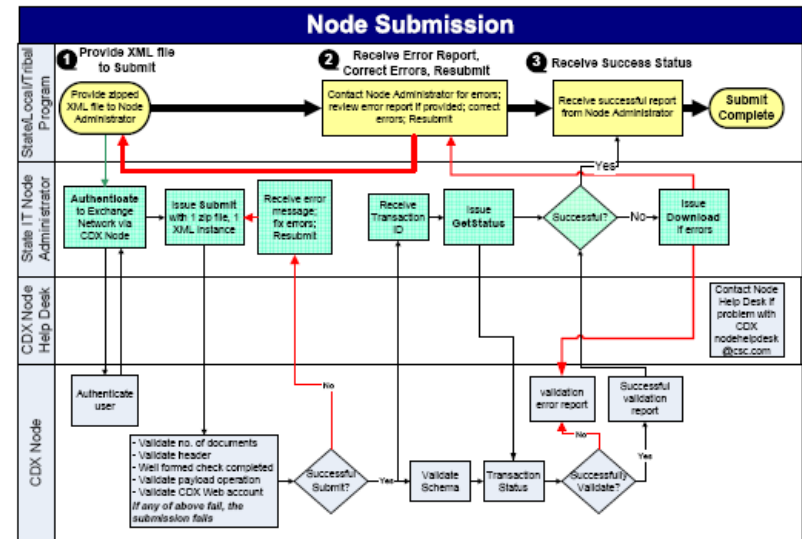 Node Submission
State/Local/Tribal
Program
1 Provide XML file
to Submit
2 Receive Error Report,
Correct Errors, Resubmit
3 Receive Success Status
Provide zipped
XML file to Node
Administrator
Contact Node Administrator for errors;
review error report if provided; correct
errors; Resubmit
Receive successful report
from Node Administrator
Submit
Complete
State IT Node
Administrator
Authenticate
to Exchange
Network via
CDX Node
Issue Submit
with 1 zip file, 1
XML Instance
Receive error
message;
fix errors;
Resubmit
Receive
Transaction
ID
Issue
GetStatus
Successful?
Yes
No
Issue
Download
if errors
CDX Node
Help Desk
Contact Node
Help Desk if
problem with
CDX
nodehelpdesk
@csc.com
CDX Node
Authenticate
user
- Validate no. of documents
- Validate header
- Well formed check completed
- Validate payload operation
- Validate CDX Web account
If any of above fail, the
submission fails
No
Successful
Submit?
Yes
Validate
Schema
Transaction
Status
validation
error report
No
Successfully
Validate?
Yes
Successful
validation
report